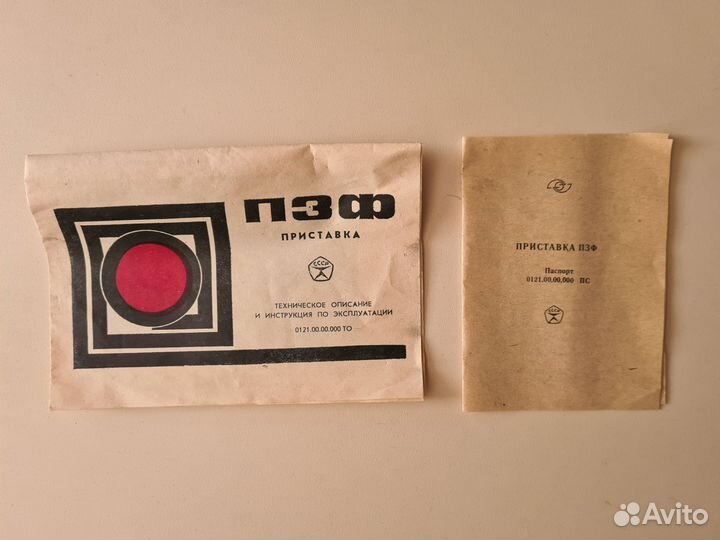 ПЗФ
ПРИСТАВКА
СССР
ТЕХНИЧЕСКОЕ ОПИСАНИЕ
И ИНСТРУКЦИЯ ПО ЭКСПЛУАТАЦИИ
0121.00.00.000 ТО
ПРИСТАВКА ПЗФ
Паспорт
0121.00.00.000 ПС
СССР
Avito